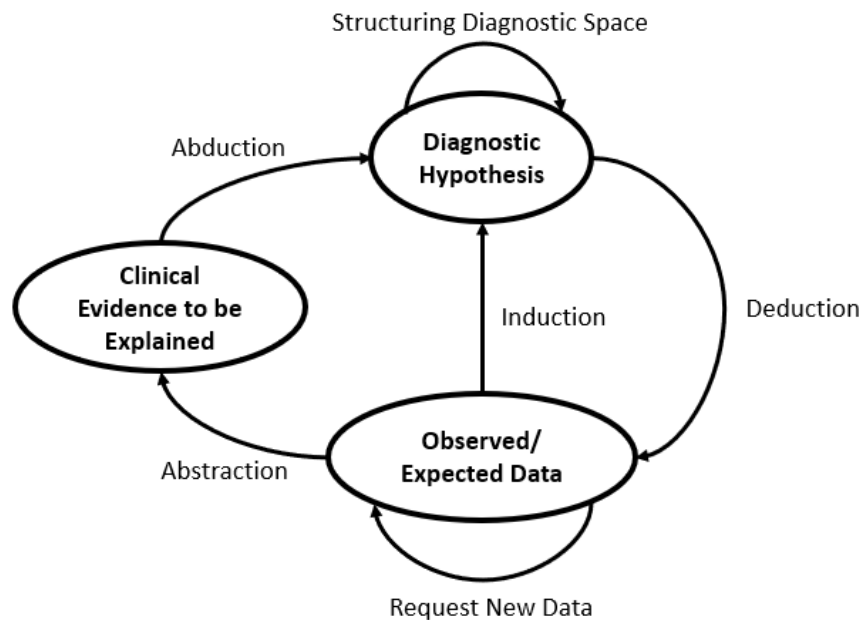 Structuring Diagnostic Space
Abduction
Diagnostic
Hypothesis
Clinical
Evidence to be
Explained
Induction
Deduction
Abstraction
Observed/
Expected Data
Request New Data